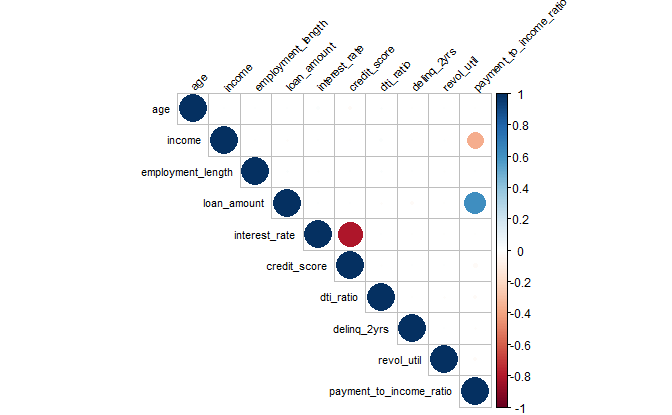 age
income
employment_length
loan_amount
interest_rate
credit_score
dti_ratio
delinq_2yrs
revol_util
payment_to_income_ratio
age
income
employment_length
loan_amount
interest_rate
credit_score
dti_ratio
delinq_2yrs
revol_util
payment_to_income_ratio
1
0.8
0.6
0.4
0.2
0
-0.2
-0.4
-0.6
-0.8
-1